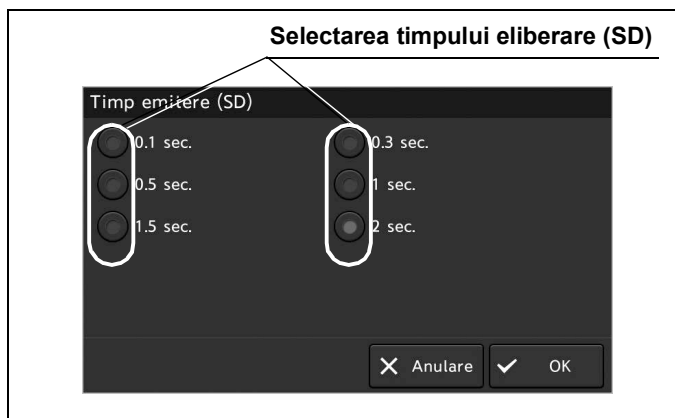 Selectarea timpului eliberare (SD)
Timp emitere (SD)
0.1 sec. 0.3 sec.
0.5 sec. 1 sec.
1.5 sec. 2 sec.
Anulare OK